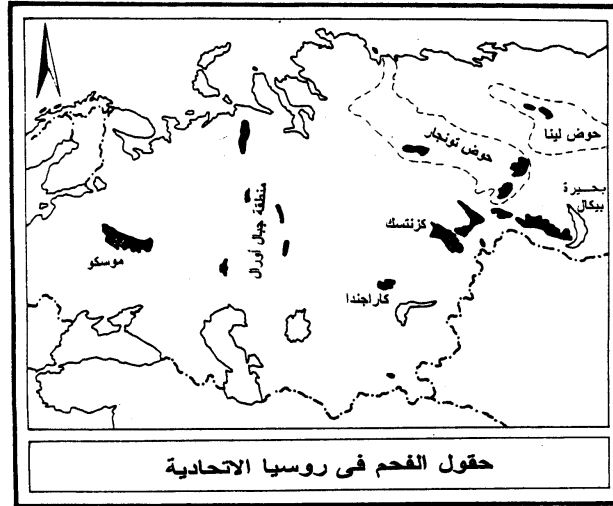 حوض لينا
حوض تونجار
بحيرة
بيكال
كزنتسك
منطقة جبال أورال
موسكو
كاراجندا
حقول الفحم فى روسيا الاتحادية